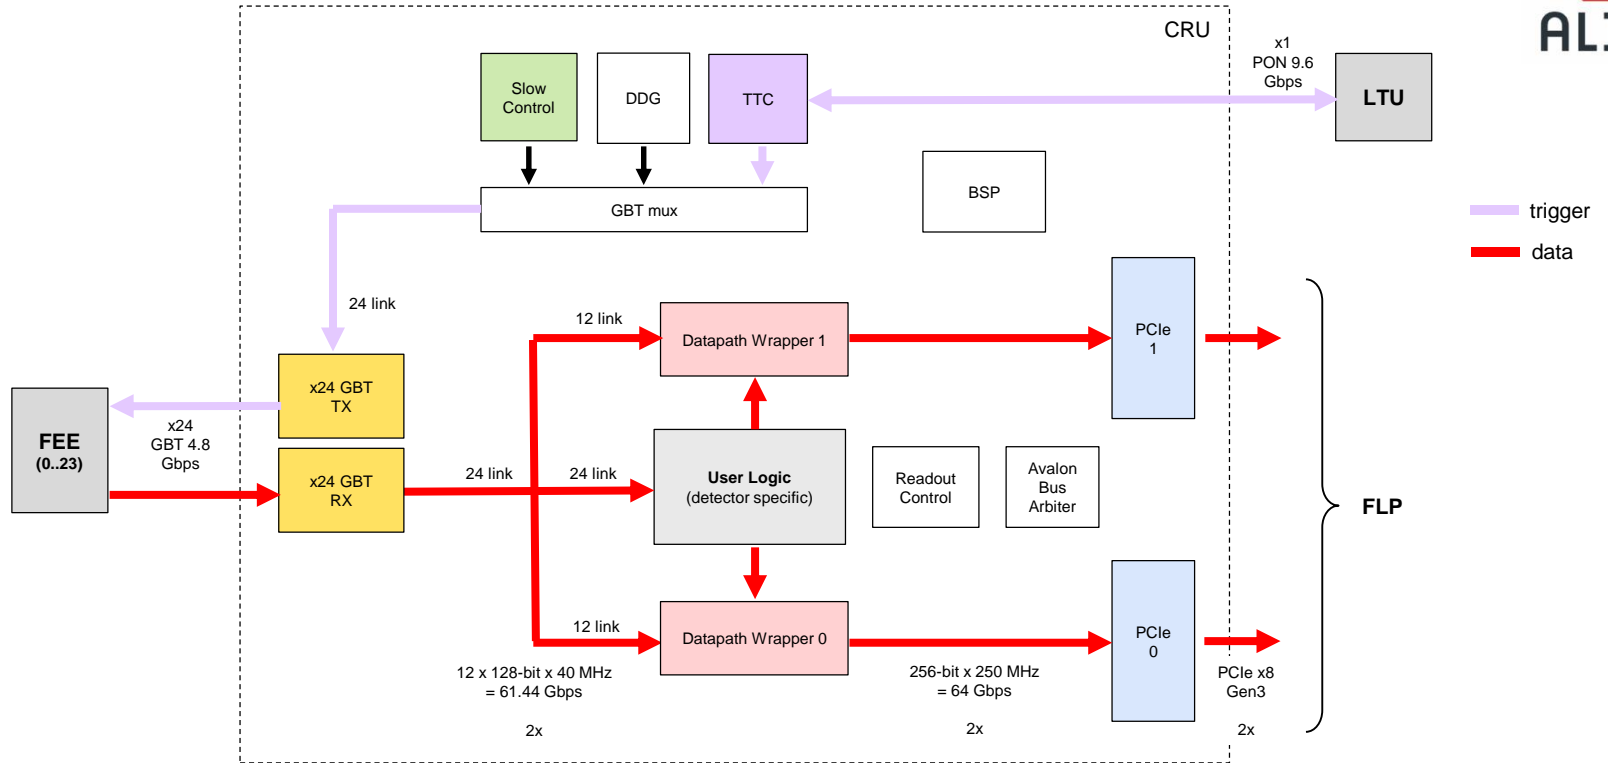 CRU
x1
PON 9.6
Gbps
Slow
Control
DDG
TTC
LTU
BSP
GBT mux
trigger
data
24 link
12 link
Datapath Wrapper 1
PCIe
1
x24 GBT
TX
x24
GBT 4.8
Gbps
FEE
(0..23)
x24 GBT
RX
24 link
24 link
User Logic
(detector specific)
Readout
Control
Avalon
Bus
Arbiter
FLP
12 link
Datapath Wrapper 0
PCIe
0
12 x 128-bit x 40 MHz
= 61.44 Gbps
2x
256-bit x 250 MHz
= 64 Gbps
2x
PCIe x8
Gen3
2x